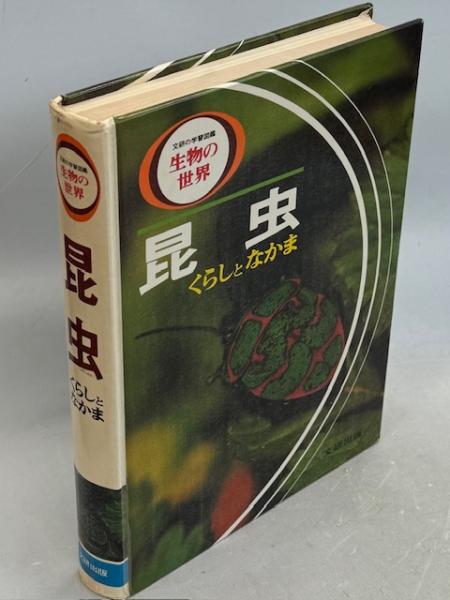 文研の学習図鑑
生物の
世界
昆虫
くらしとなかま
文研出版
文研の学習図鑑
生物の
世界
昆虫
くらしと
なかま
文研出版